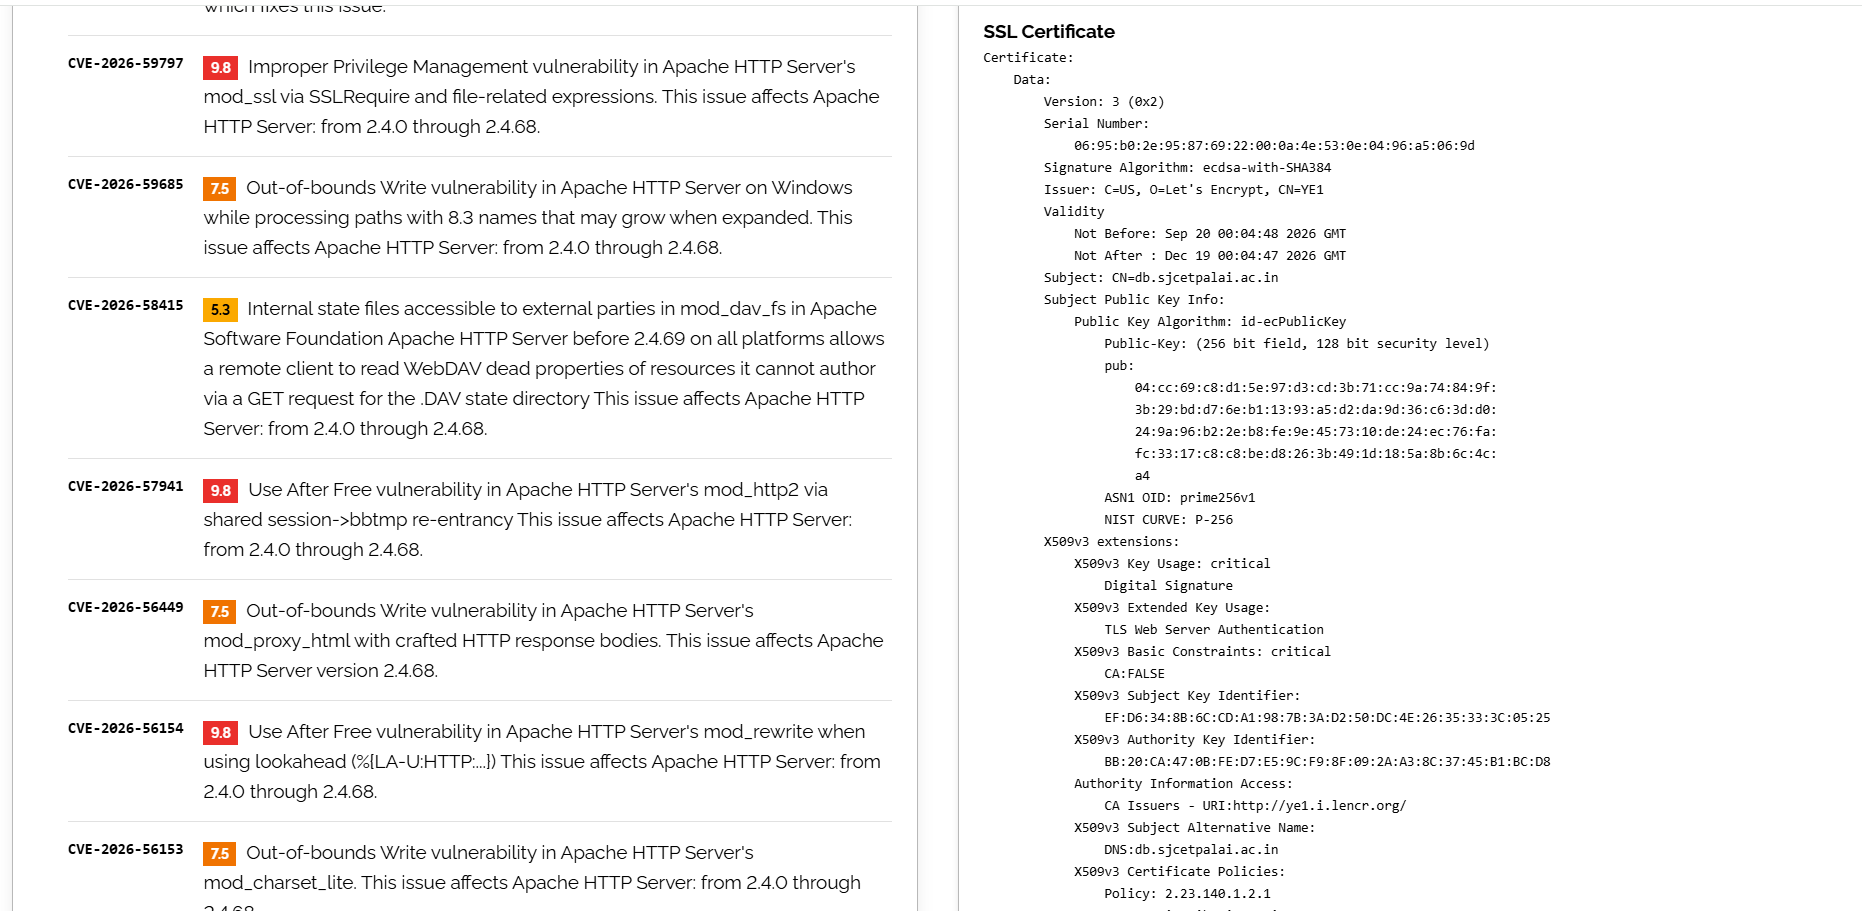 which fixes this issue.
CVE-2026-59797
9.8 Improper Privilege Management vulnerability in Apache HTTP Server's
mod_ssl via SSLRequire and file-related expressions. This issue affects Apache
HTTP Server: from 2.4.0 through 2.4.68.
CVE-2026-59685
7.5 Out-of-bounds Write vulnerability in Apache HTTP Server on Windows
while processing paths with 8.3 names that may grow when expanded. This
issue affects Apache HTTP Server: from 2.4.0 through 2.4.68.
CVE-2026-58415
5.3 Internal state files accessible to external parties in mod_dav_fs in Apache
Software Foundation Apache HTTP Server before 2.4.69 on all platforms allows
a remote client to read WebDAV dead properties of resources it cannot author
via a GET request for the .DAV state directory This issue affects Apache HTTP
Server: from 2.4.0 through 2.4.68.
CVE-2026-57941
9.8 Use After Free vulnerability in Apache HTTP Server's mod_http2 via
shared session->bbtmp re-entrancy This issue affects Apache HTTP Server:
from 2.4.0 through 2.4.68.
CVE-2026-56449
7.5 Out-of-bounds Write vulnerability in Apache HTTP Server's
mod_proxy_html with crafted HTTP response bodies. This issue affects Apache
HTTP Server version 2.4.68.
CVE-2026-56154
9.8 Use After Free vulnerability in Apache HTTP Server's mod_rewrite when
using lookahead (%{LA-U:HTTP:...}) This issue affects Apache HTTP Server: from
2.4.0 through 2.4.68.
CVE-2026-56153
7.5 Out-of-bounds Write vulnerability in Apache HTTP Server's
mod_charset_lite. This issue affects Apache HTTP Server: from 2.4.0 through
2.4.68
SSL Certificate
Certificate:
Data:
Version: 3 (0x2)
Serial Number:
06:95:b0:2e:95:87:69:22:00:0a:4e:53:0e:04:96:a5:06:9d
Signature Algorithm: ecdsa-with-SHA384
Issuer: C=US, O=Let's Encrypt, CN=YE1
Validity
Not Before: Sep 20 00:04:48 2026 GMT
Not After : Dec 19 00:04:47 2026 GMT
Subject: CN=db.sjcetpalai.ac.in
Subject Public Key Info:
Public Key Algorithm: id-ecPublicKey
Public-Key: (256 bit field, 128 bit security level)
pub:
04:cc:69:c8:d1:5e:97:d3:cd:3b:71:cc:9a:74:84:9f:
3b:29:bd:d7:6e:b1:13:93:a5:d2:da:9d:36:c6:3d:d0:
24:9a:96:b2:2e:b8:fe:9e:45:73:10:de:24:ec:76:fa:
fc:33:17:c8:c8:be:d8:26:3b:49:1d:18:5a:8b:6c:4c:
a4
ASN1 OID: prime256v1
NIST CURVE: P-256
X509v3 extensions:
X509v3 Key Usage: critical
Digital Signature
X509v3 Extended Key Usage:
TLS Web Server Authentication
X509v3 Basic Constraints: critical
CA:FALSE
X509v3 Subject Key Identifier:
EF:D6:34:8B:6C:CD:A1:98:7B:3A:D2:50:DC:4E:26:35:33:3C:05:25
X509v3 Authority Key Identifier:
BB:20:CA:47:0B:FE:D7:E5:9C:F9:8F:09:2A:A3:8C:37:45:B1:BC:D8
Authority Information Access:
CA Issuers - URI:http://ye1.i.lencr.org/
X509v3 Subject Alternative Name:
DNS:db.sjcetpalai.ac.in
X509v3 Certificate Policies:
Policy: 2.23.140.1.2.1